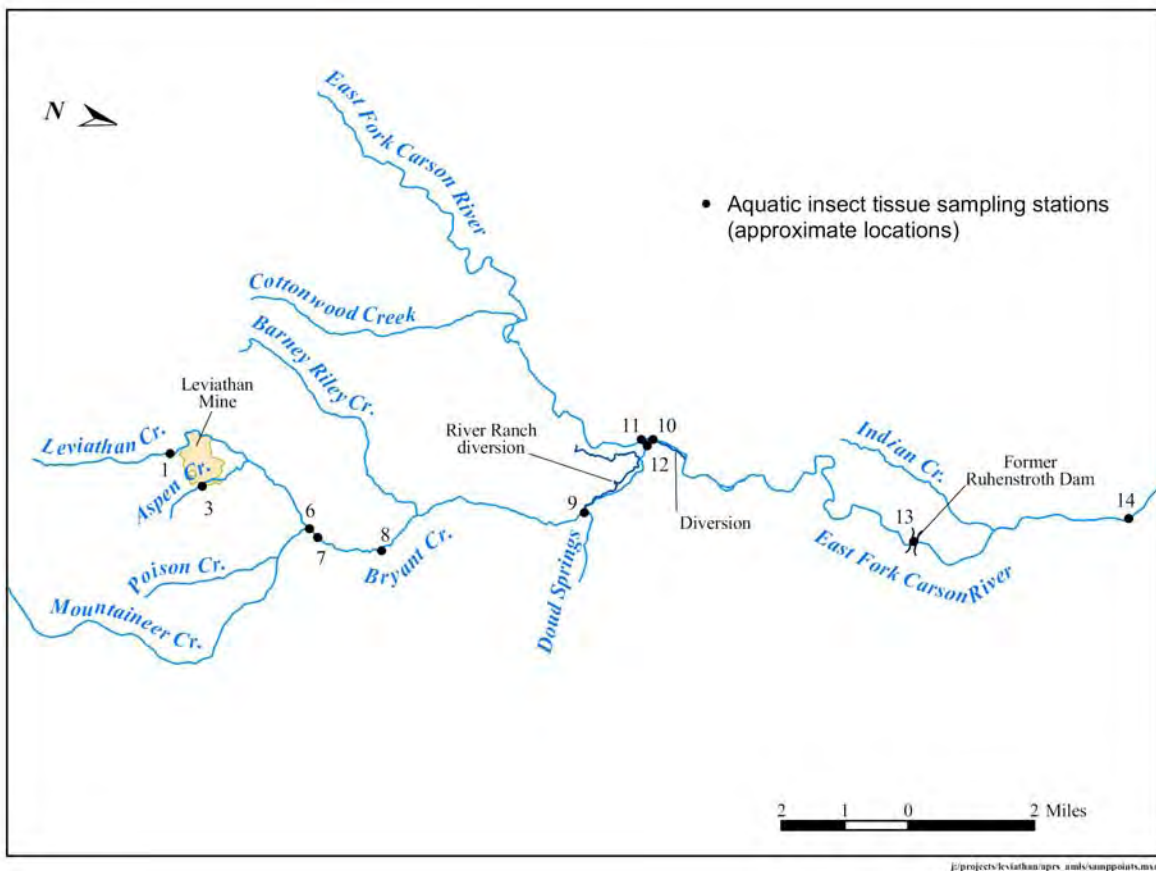 East Fork Carson River
N
• Aquatic insect tissue sampling stations
(approximate locations)
Cottonwood Creek
Barney Riley Cr.
Leviathan
Mine
Leviathan Cr.
1
Aspen Cr.
3
River Ranch
diversion
11
10
12
9
Diversion
Indian Cr.
Former
Ruhenstroth Dam
13
14
East Fork Carson River
6
7
8
Bryant Cr.
Doud Springs
Poison Cr.
Mountaineer Cr.
2 1 0 2 Miles